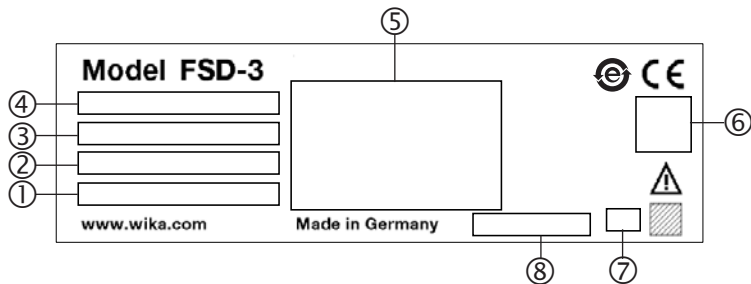 ⑤
Model FSD-3
e CE
④
③
②
①
⑥
www.wika.com
Made in Germany
⑧
⑦